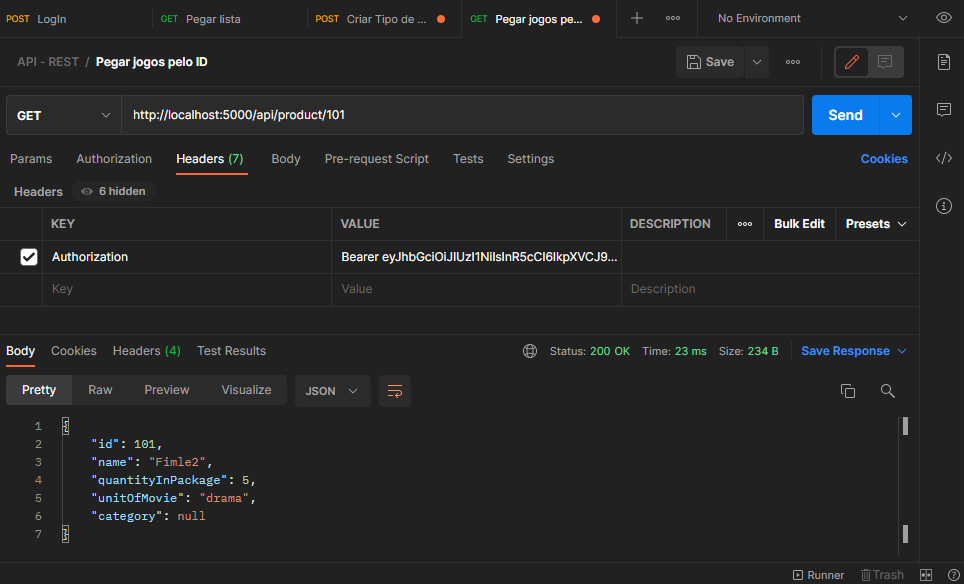 POST LogIn GET Pegar lista POST Criar Tipo de ... GET Pegar jogos pe... No Environment
API - REST / Pegar jogos pelo ID Save
GET http://localhost:5000/api/product/101 Send
Params Authorization Headers (7) Body Pre-request Script Tests Settings Cookies
Headers 6 hidden
KEY VALUE DESCRIPTION Bulk Edit Presets
Authorization Bearer eyJhbGciOiJIUzI1NiIsInR5cCI6IkpXVCJ9...
Key Value Description
Body Cookies Headers (4) Test Results Status: 200 OK Time: 23 ms Size: 234 B Save Response
Pretty Raw Preview Visualize JSON
1 {
2 "id": 101,
3 "name": "Fimle2",
4 "quantityInPackage": 5,
5 "unitOfMovie": "drama",
6 "category": null
7 }
Runner Trash